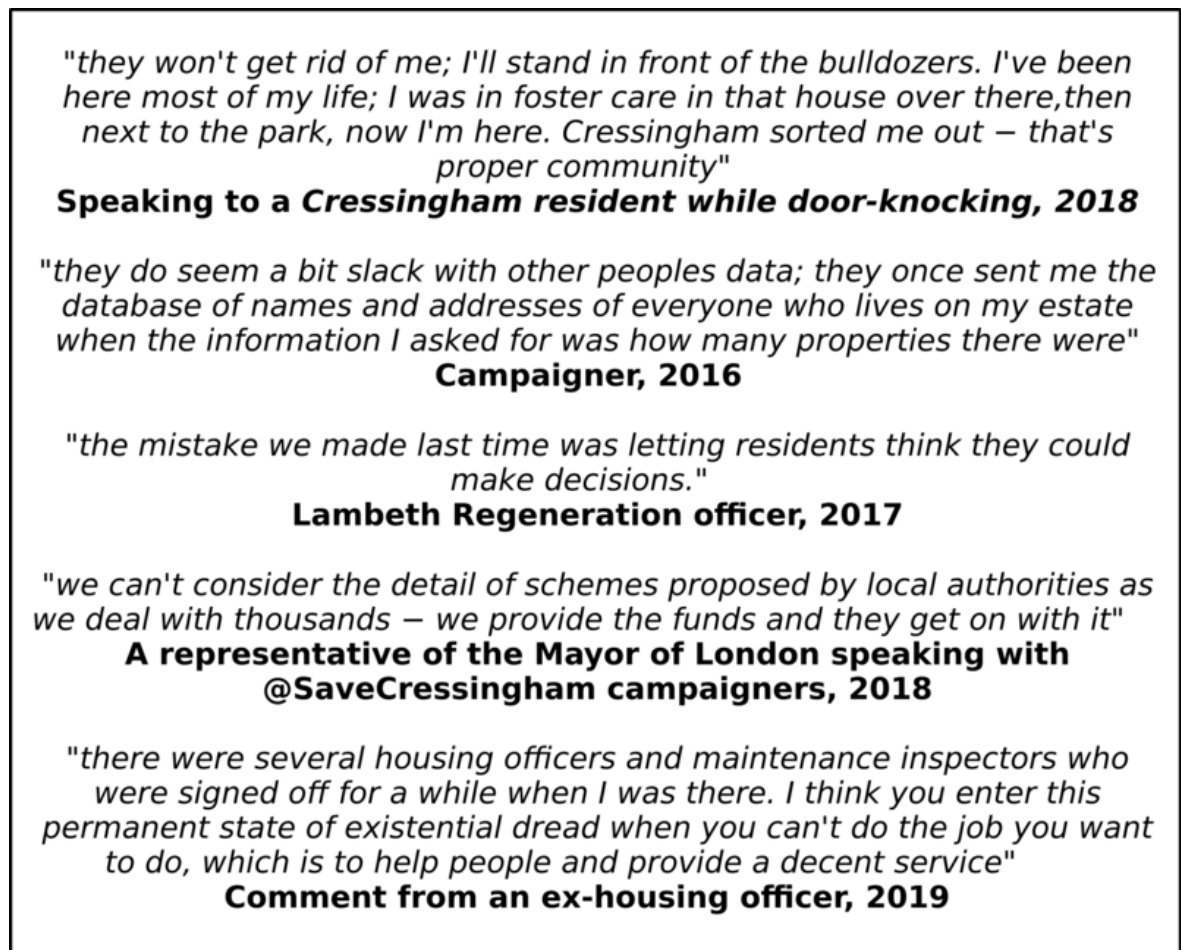 "they won't get rid of me; I'll stand in front of the bulldozers. I've been
here most of my life; I was in foster care in that house over there,then
next to the park, now I'm here. Cressingham sorted me out − that's
proper community"
Speaking to a Cressingham resident while door-knocking, 2018
"they do seem a bit slack with other peoples data; they once sent me the
database of names and addresses of everyone who lives on my estate
when the information I asked for was how many properties there were"
Campaigner, 2016
"the mistake we made last time was letting residents think they could
make decisions."
Lambeth Regeneration officer, 2017
"we can't consider the detail of schemes proposed by local authorities as
we deal with thousands − we provide the funds and they get on with it"
A representative of the Mayor of London speaking with
@SaveCressingham campaigners, 2018
"there were several housing officers and maintenance inspectors who
were signed off for a while when I was there. I think you enter this
permanent state of existential dread when you can't do the job you want
to do, which is to help people and provide a decent service"
Comment from an ex-housing officer, 2019